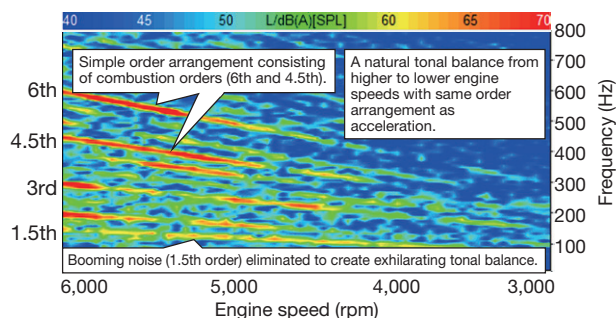 40 45 50 L/dB(A)[SPL] 60 65 70
800
Simple order arrangement consisting
of combustion orders (6th and 4.5th).
A natural tonal balance from
higher to lower engine
speeds with same order
arrangement as
acceleration.
700
600
500
400
300
200
100
Frequency (Hz)
6th
4.5th
3rd
1.5th
Booming noise (1.5th order) eliminated to create exhilarating tonal balance.
6,000 5,000 4,000 3,000
Engine speed (rpm)